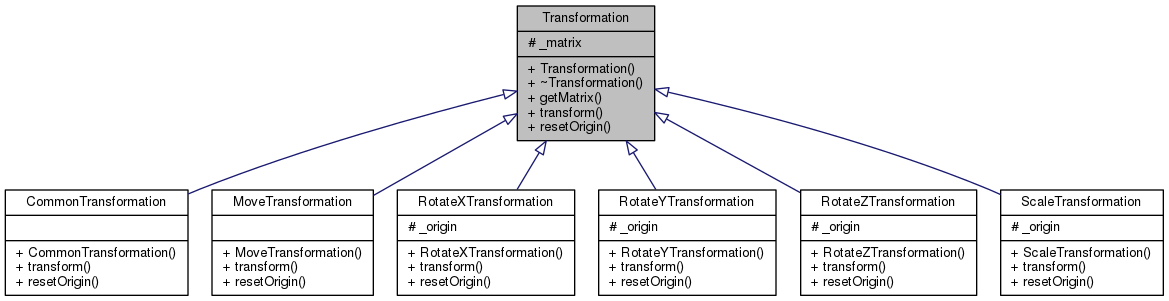 Transformation
# _matrix
+ Transformation()
+ ~Transformation()
+ getMatrix()
+ transform()
+ resetOrigin()
CommonTransformation
+ CommonTransformation()
+ transform()
+ resetOrigin()
MoveTransformation
+ MoveTransformation()
+ transform()
+ resetOrigin()
RotateXTransformation
# _origin
+ RotateXTransformation()
+ transform()
+ resetOrigin()
RotateYTransformation
# _origin
+ RotateYTransformation()
+ transform()
+ resetOrigin()
RotateZTransformation
# _origin
+ RotateZTransformation()
+ transform()
+ resetOrigin()
ScaleTransformation
# _origin
+ ScaleTransformation()
+ transform()
+ resetOrigin()